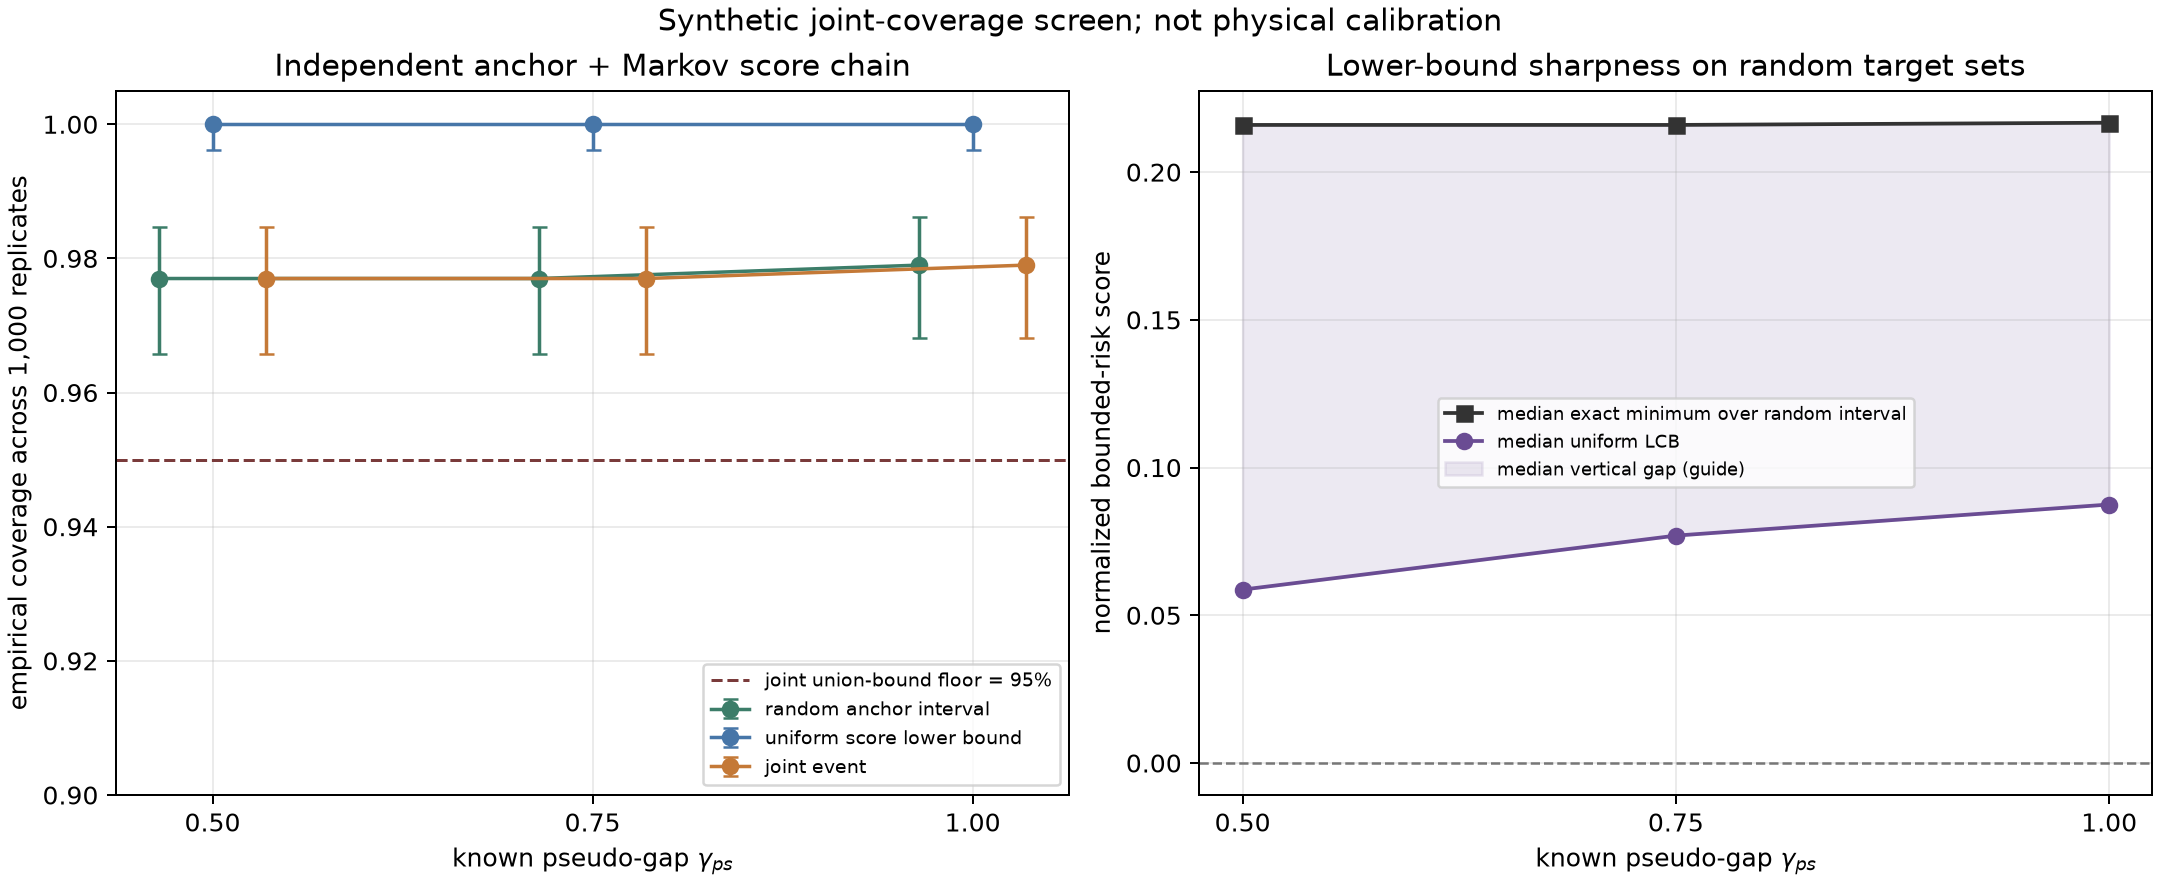 Synthetic joint-coverage screen; not physical calibration
Independent anchor + Markov score chain
empirical coverage across 1,000 replicates
1.00
0.98
0.96
0.94
0.92
0.90
joint union-bound floor = 95%
random anchor interval
uniform score lower bound
joint event
0.50
0.75
1.00
known pseudo-gap γps
Lower-bound sharpness on random target sets
normalized bounded-risk score
0.20
0.15
0.10
0.05
0.00
median exact minimum over random interval
median uniform LCB
median vertical gap (guide)
0.50
0.75
1.00
known pseudo-gap γps